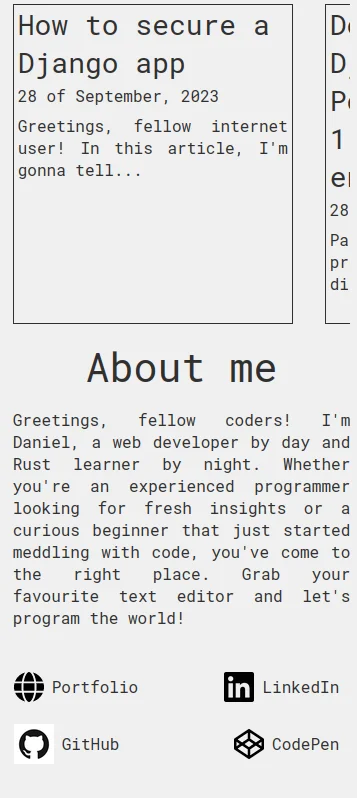 How to secure a
Django app
28 of September, 2023
Greetings, fellow internet
user! In this article, I'm
gonna tell...
D
1
28
Pa
pr
di
About me
Greetings, fellow coders! I'm
Daniel, a web developer by day and
Rust learner by night. Whether
you're an experienced programmer
looking for fresh insights or a
curious beginner that just started
meddling with code, you've come to
the right place. Grab your
favourite text editor and let's
program the world!
Portfolio
LinkedIn
GitHub
CodePen